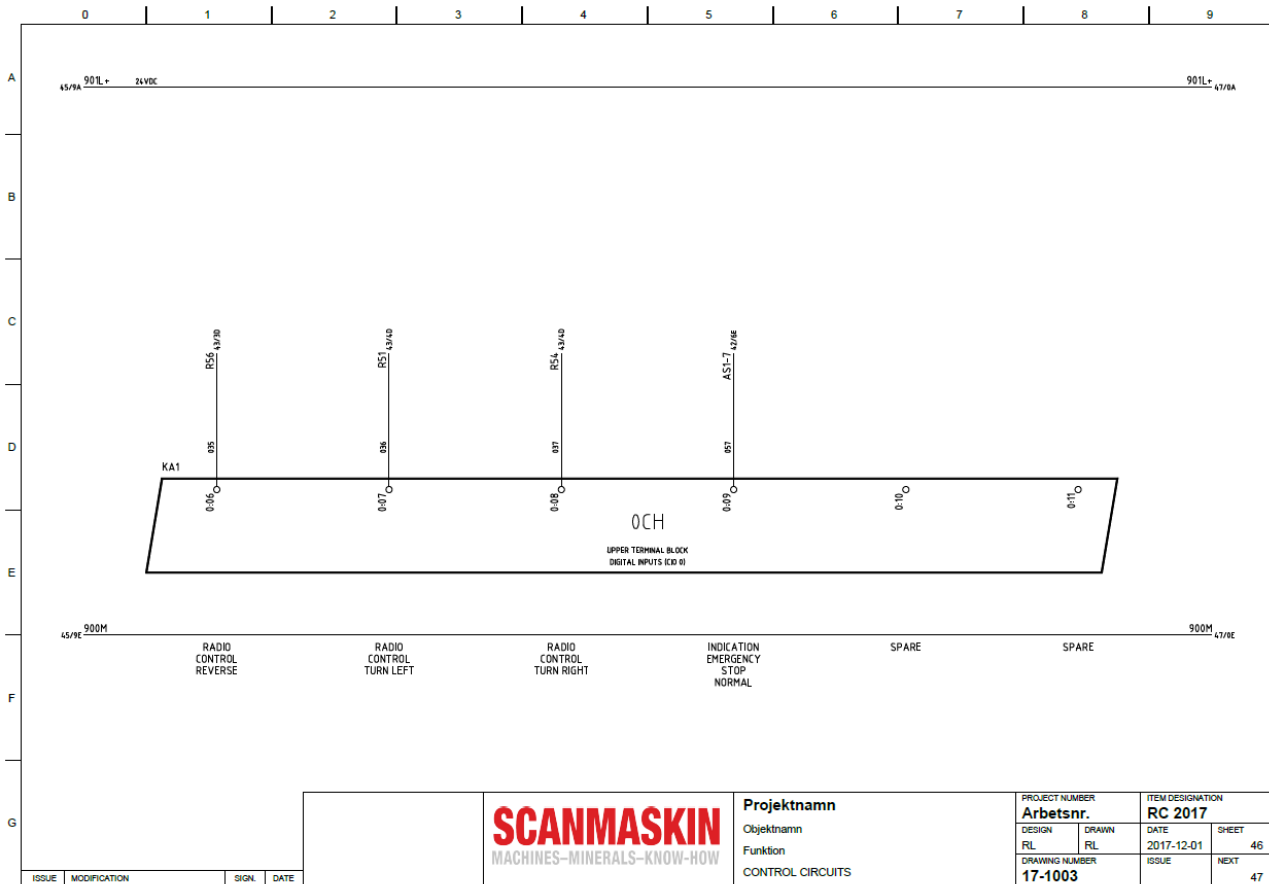 0 1 2 3 4 5 6 7 8 9
A
45/9A 901L+ 24VDC 901L+ 47/0A
B
C
R56 43/3D R51 43/4D R54 43/4D AS1-7 42/6E
D
035 036 037 057
KA1
0:06 0:07 0:08 0:09 0:10 0:11
0CH
UPPER TERMINAL BLOCK
DIGITAL INPUTS (CIO 0)
E
45/9E 900M 900M 47/0E
RADIO
CONTROL
REVERSE
RADIO
CONTROL
TURN LEFT
RADIO
CONTROL
TURN RIGHT
INDICATION
EMERGENCY
STOP
NORMAL
SPARE
SPARE
F
G
ISSUE MODIFICATION SIGN. DATE
SCANMASKIN
MACHINES–MINERALS–KNOW-HOW
Projektnamn
Objektnamn
Funktion
CONTROL CIRCUITS
PROJECT NUMBER ITEM DESIGNATION
Arbetsnr. RC 2017
DESIGN DRAWN DATE SHEET
RL RL 2017-12-01 46
DRAWING NUMBER ISSUE NEXT
17-1003 47